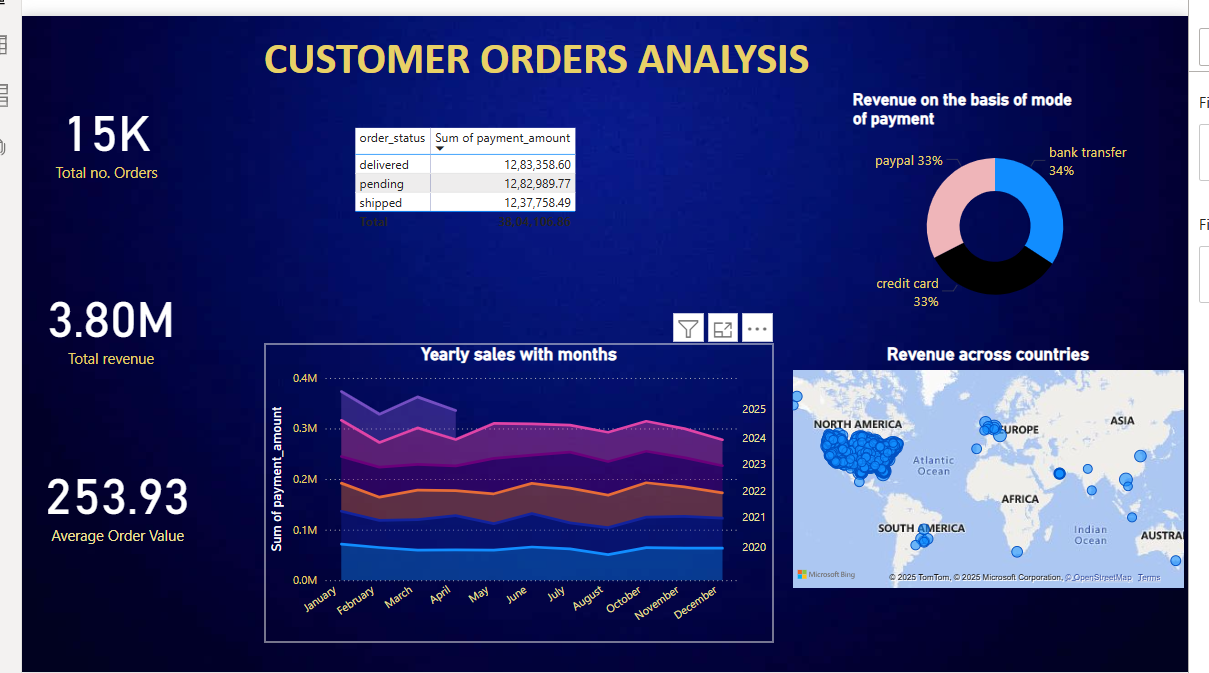 CUSTOMER ORDERS ANALYSIS
15K
Total no. Orders
3.80M
Total revenue
253.93
Average Order Value
order_status Sum of payment_amount
delivered 12,83,358.60
pending 12,82,989.77
shipped 12,37,758.49
Total 38,04,106.86
Revenue on the basis of mode
of payment
paypal 33%
bank transfer
34%
credit card
33%
Yearly sales with months
Sum of payment_amount
0.4M
0.3M
0.2M
0.1M
0.0M
2025
2024
2023
2022
2021
2020
January
February
March
April
May
June
July
August
October
November
December
Revenue across countries
NORTH AMERICA
EUROPE
ASIA
Atlantic
Ocean
AFRICA
SOUTH AMERICA
Indian
Ocean
AUSTRA
Microsoft Bing
© 2025 TomTom, © 2025 Microsoft Corporation, © OpenStreetMap Terms
Fi
Fi